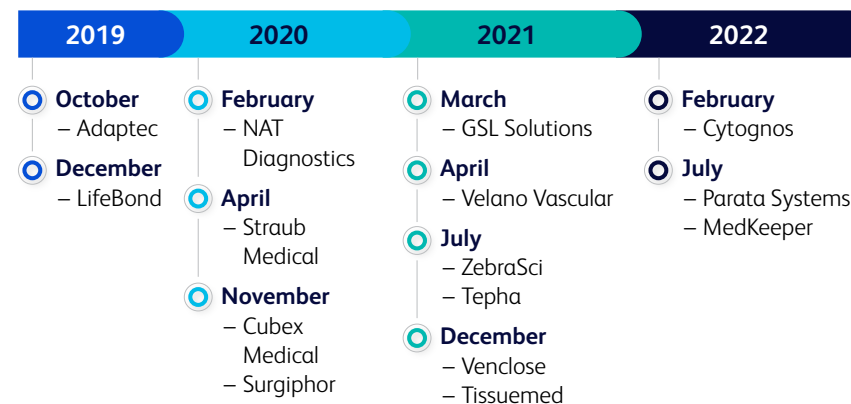 2019
October
– Adaptec
December
– LifeBond
2020
February
– NAT
Diagnostics
April
– Straub
Medical
November
– Cubex
Medical
– Surgiphor
2021
March
– GSL Solutions
April
– Velano Vascular
July
– ZebraSci
– Tepha
December
– Venclose
– Tissuemed
2022
February
– Cytognos
July
– Parata Systems
– MedKeeper